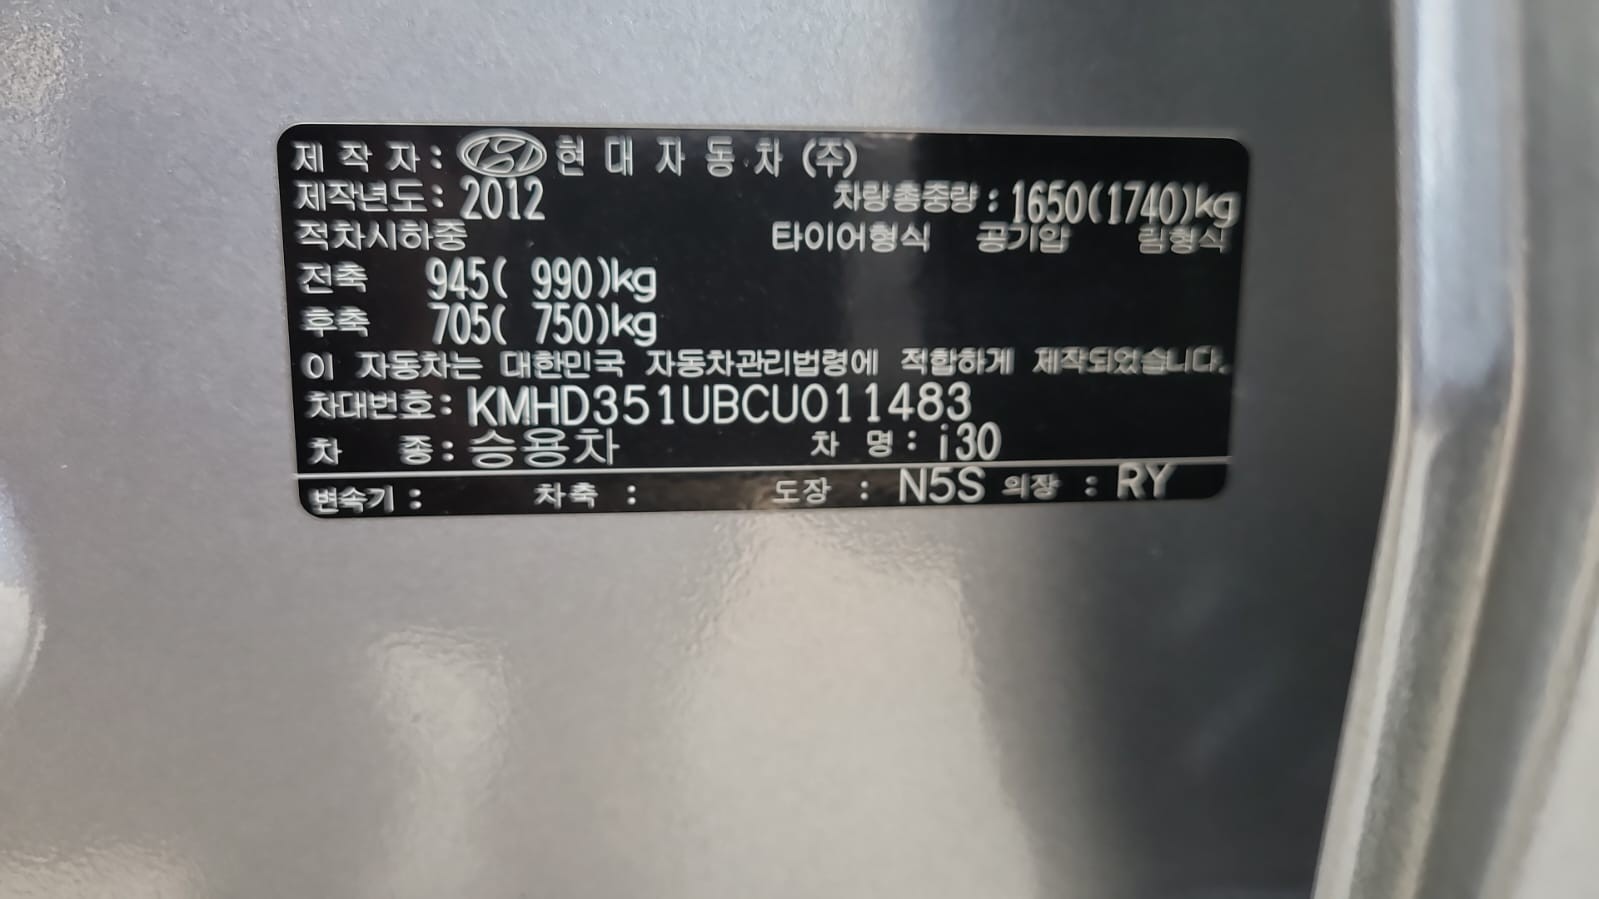 제 작 자 : 현 대 자 동 차 (주)
제작년도 : 2012 차량총중량 : 1650(1740)kg
적차시하중 타이어형식 공기압 림형식
전축 945( 990)kg
후축 705( 750)kg
이 자동차는 대한민국 자동차관리법령에 적합하게 제작되었습니다.
차대번호 : KMHD351UBCU011483
차 종 : 승용차 차 명 : i30
변속기 : 차축 : 도장 : N5S 의장 : RY